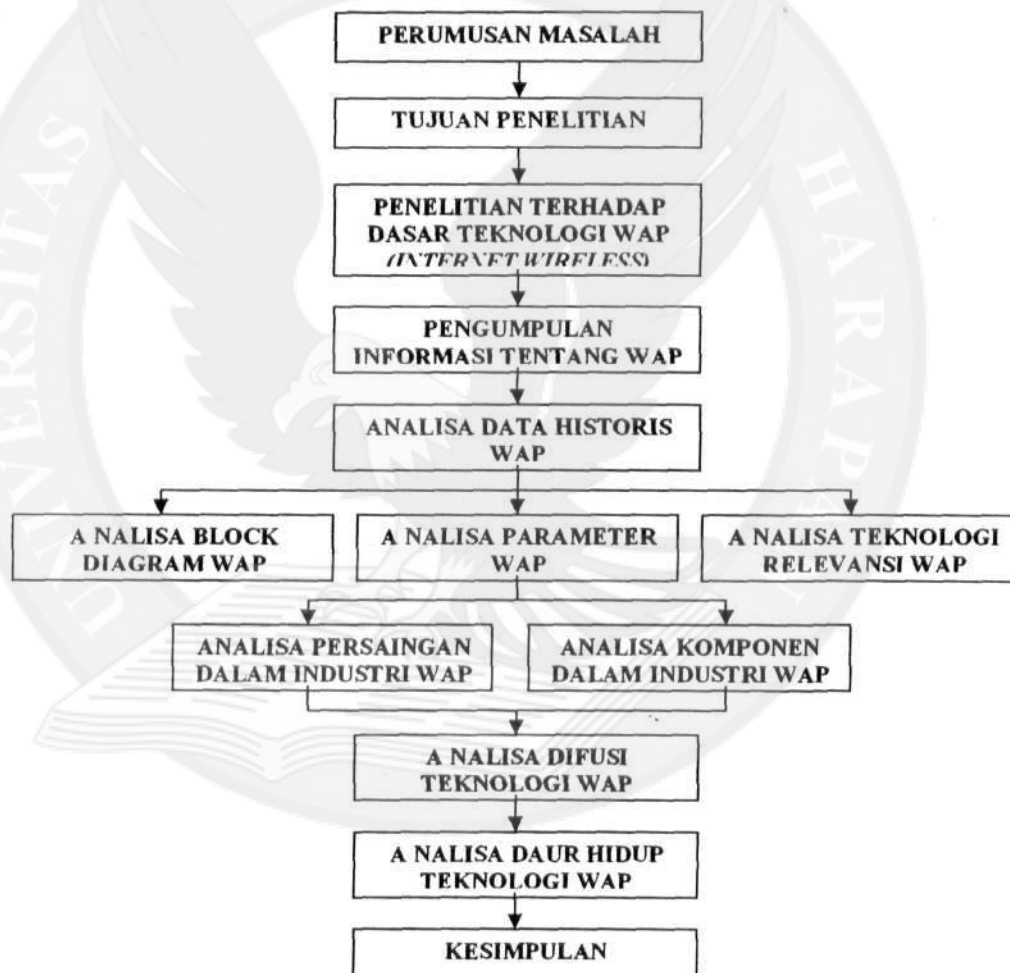 PERUMUSAN MASALAH
TUJUAN PENELITIAN
PENELITIAN TERHADAP
DASAR TEKNOLOGI WAP
(INTERNET WIRELESS)
PENGUMPULAN
INFORMASI TENTANG WAP
ANALISA DATA HISTORIS
WAP
A NALISA BLOCK
DIAGRAM WAP
A NALISA PARAMETER
WAP
A NALISA TEKNOLOGI
RELEVANSI WAP
ANALISA PERSAINGAN
DALAM INDUSTRI WAP
ANALISA KOMPONEN
DALAM INDUSTRI WAP
A NALISA DIFUSI
TEKNOLOGI WAP
A NALISA DAUR HIDUP
TEKNOLOGI WAP
KESIMPULAN
UNIVERSITAS
HARAPAN